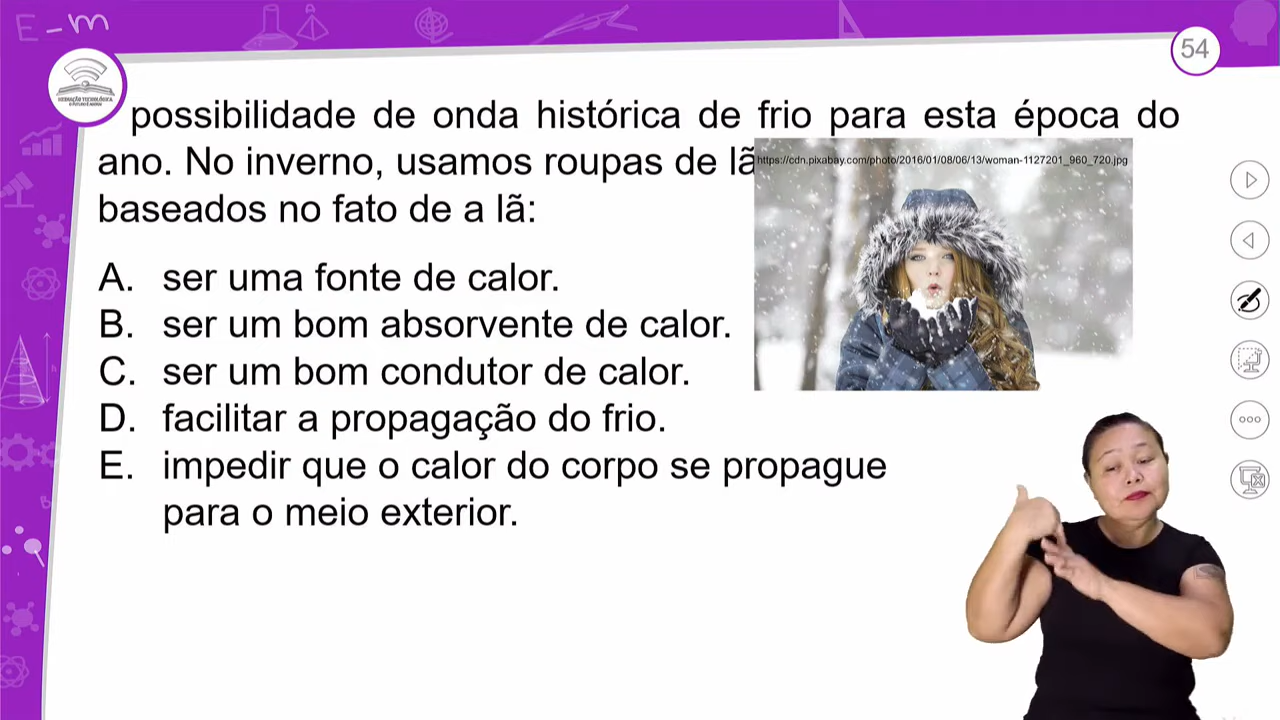 E-m
54
MEDIAÇÃO TECNOLÓGICA
possibilidade de onda histórica de frio para esta época do
ano. No inverno, usamos roupas de lã
https://cdn.pixabay.com/photo/2016/01/08/06/13/woman-1127201_960_720.jpg
baseados no fato de a lã:
A. ser uma fonte de calor.
B. ser um bom absorvente de calor.
C. ser um bom condutor de calor.
D. facilitar a propagação do frio.
E. impedir que o calor do corpo se propague
para o meio exterior.